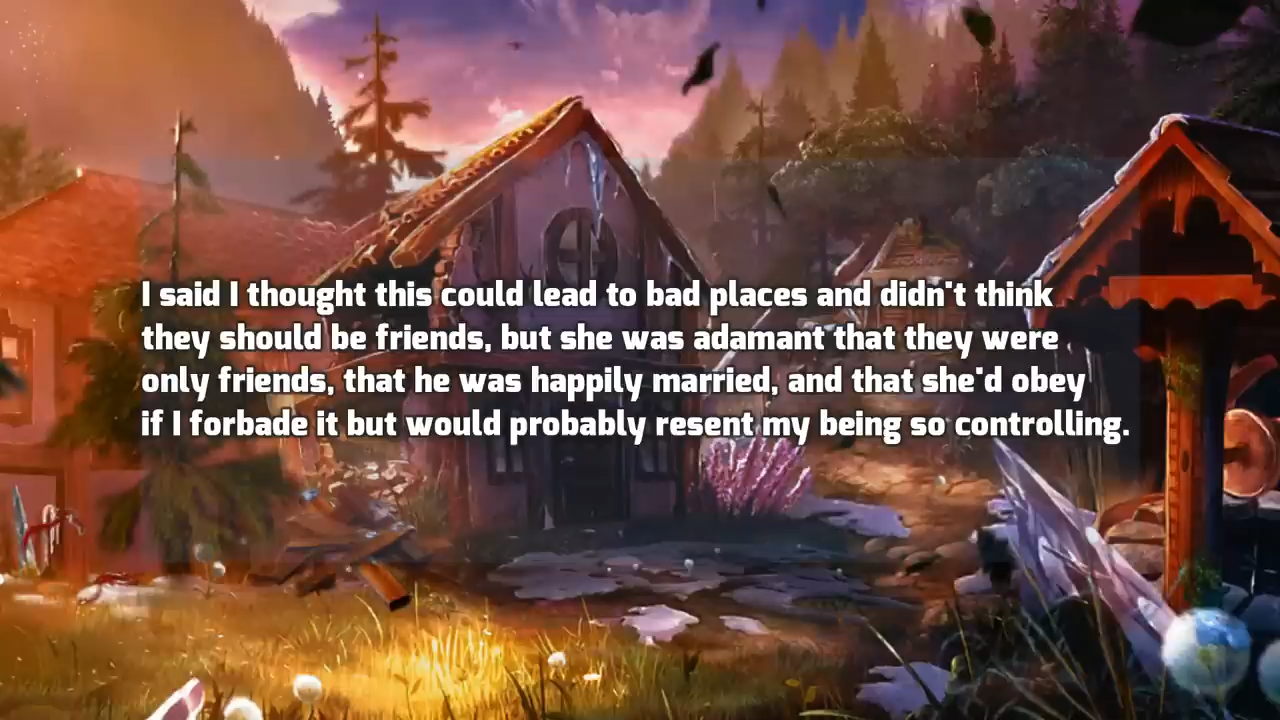 I said I thought this could lead to bad places and didn't think
they should be friends, but she was adamant that they were
only friends, that he was happily married, and that she'd obey
if I forbade it but would probably resent my being so controlling.